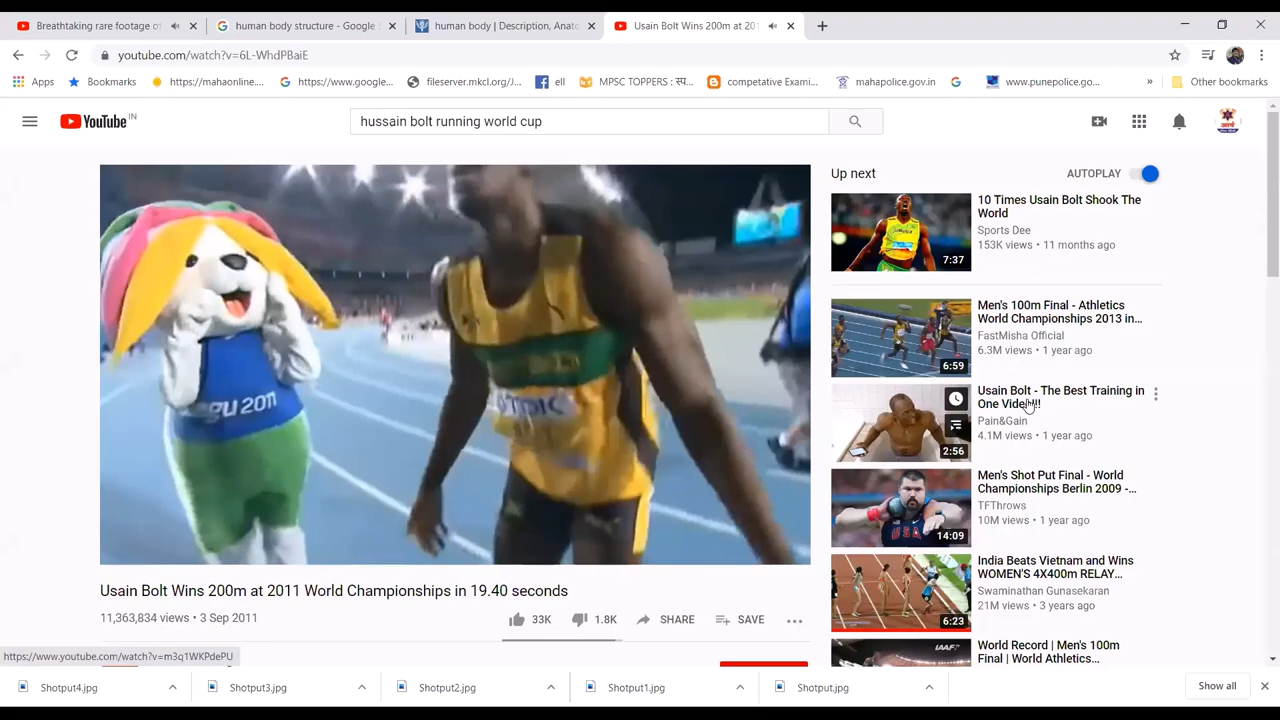 Breathtaking rare footage of
human body structure - Google
human body | Description, Anat
Usain Bolt Wins 200m at 201
youtube.com/watch?v=6L-WhdPBaiE
Apps
Bookmarks
https://mahaonline....
https://www.google...
fileserver.mkcl.org/J...
ell
MPSC TOPPERS : स्प...
competative Exami...
mahapolice.gov.in
www.punepolice.go...
»
Other bookmarks
YouTube IN
hussain bolt running world cup
Up next
AUTOPLAY
10 Times Usain Bolt Shook The
World
Sports Dee
153K views • 11 months ago
7:37
Men's 100m Final - Athletics
World Championships 2013 in...
FastMisha Official
6.3M views • 1 year ago
6:59
Usain Bolt - The Best Training in
One Video!!!
Pain&Gain
4.1M views • 1 year ago
2:56
Men's Shot Put Final - World
Championships Berlin 2009 -...
TFThrows
10M views • 1 year ago
USA
14:09
India Beats Vietnam and Wins
WOMEN'S 4X400m RELAY...
Swaminathan Gunasekaran
21M views • 3 years ago
6:23
World Record | Men's 100m
Final | World Athletics...
IAAF
Usain Bolt Wins 200m at 2011 World Championships in 19.40 seconds
11,363,834 views • 3 Sep 2011
33K
1.8K
SHARE
SAVE
https://www.youtube.com/watch?v=m3q1WKPdePU
Shotput4.jpg
Shotput3.jpg
Shotput2.jpg
Shotput1.jpg
Shotput.jpg
Show all